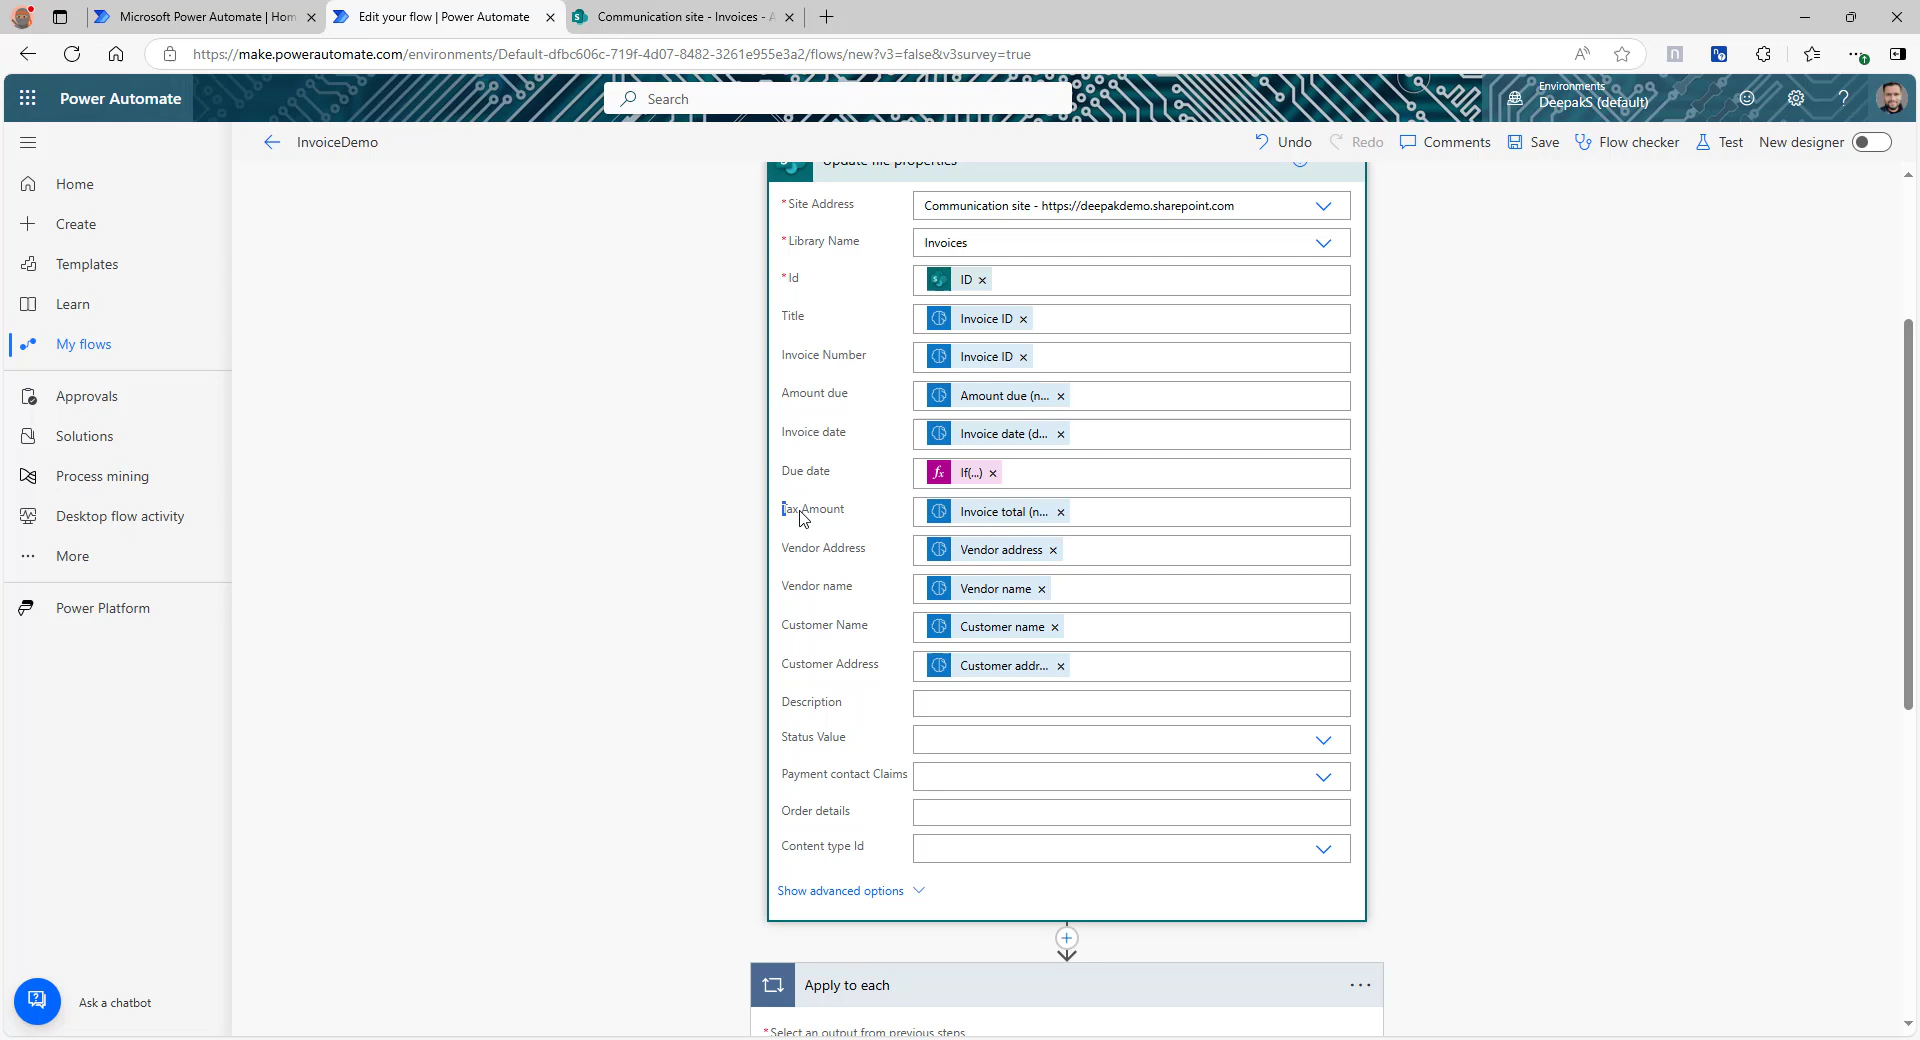 Microsoft Power Automate | Hom
Edit your flow | Power Automate
Communication site - Invoices - A
https://make.powerautomate.com/environments/Default-dfbc606c-719f-4d07-8482-3261e955e3a2/flows/new?v3=false&v3survey=true
Power Automate
Search
Environments
DeepakS (default)
InvoiceDemo
Undo
Redo
Comments
Save
Flow checker
Test
New designer
Home
Create
Templates
Learn
My flows
Approvals
Solutions
Process mining
Desktop flow activity
More
Power Platform
Ask a chatbot
Update file properties
* Site Address
Communication site - https://deepakdemo.sharepoint.com
* Library Name
Invoices
* Id
ID
Title
Invoice ID
Invoice Number
Invoice ID
Amount due
Amount due (n...
Invoice date
Invoice date (d...
Due date
fx If(...)
Tax Amount
Invoice total (n...
Vendor Address
Vendor address
Vendor name
Vendor name
Customer Name
Customer name
Customer Address
Customer addr...
Description
Status Value
Payment contact Claims
Order details
Content type Id
Show advanced options
Apply to each
* Select an output from previous steps